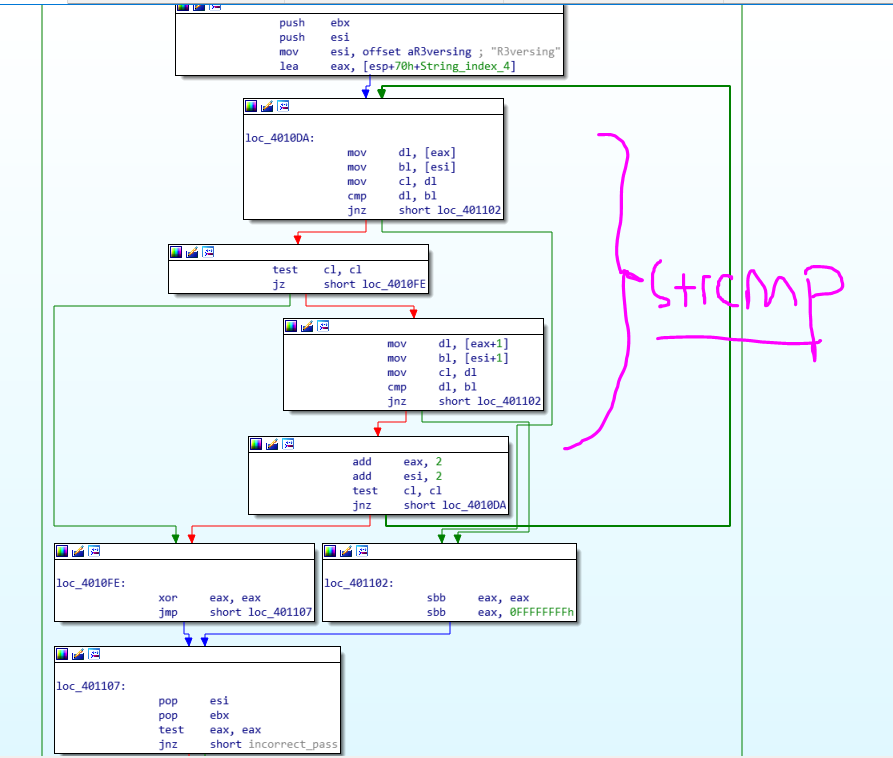 push ebx
push esi
mov esi, offset aR3versing ; "R3versing"
lea eax, [esp+70h+String_index_4]
loc_4010DA:
mov dl, [eax]
mov bl, [esi]
mov cl, dl
cmp dl, bl
jnz short loc_401102
strcmp
test cl, cl
jz short loc_4010FE
mov dl, [eax+1]
mov bl, [esi+1]
mov cl, dl
cmp dl, bl
jnz short loc_401102
add eax, 2
add esi, 2
test cl, cl
jnz short loc_4010DA
loc_4010FE:
xor eax, eax
jmp short loc_401107
loc_401102:
sbb eax, eax
sbb eax, 0FFFFFFFFh
loc_401107:
pop esi
pop ebx
test eax, eax
jnz short incorrect_pass